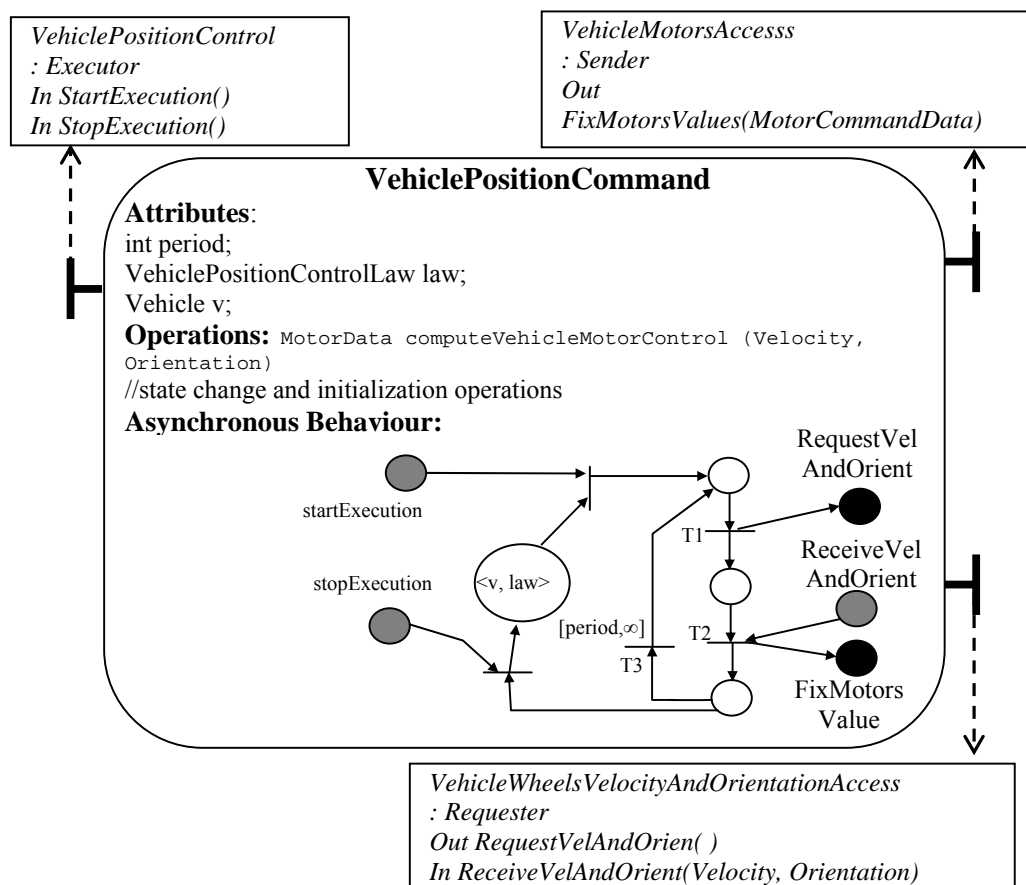 VehiclePositionControl
: Executor
In StartExecution()
In StopExecution()
VehicleMotorsAccesss
: Sender
Out
FixMotorsValues(MotorCommandData)
VehiclePositionCommand
Attributes:
int period;
VehiclePositionControlLaw law;
Vehicle v;
Operations: MotorData computeVehicleMotorControl (Velocity,
Orientation)
//state change and initialization operations
Asynchronous Behaviour:
RequestVel
AndOrient
startExecution
T1
ReceiveVel
AndOrient
stopExecution
<v, law>
[period,∞]
T2
T3
FixMotors
Value
VehicleWheelsVelocityAndOrientationAccess
: Requester
Out RequestVelAndOrien( )
In ReceiveVelAndOrient(Velocity, Orientation)